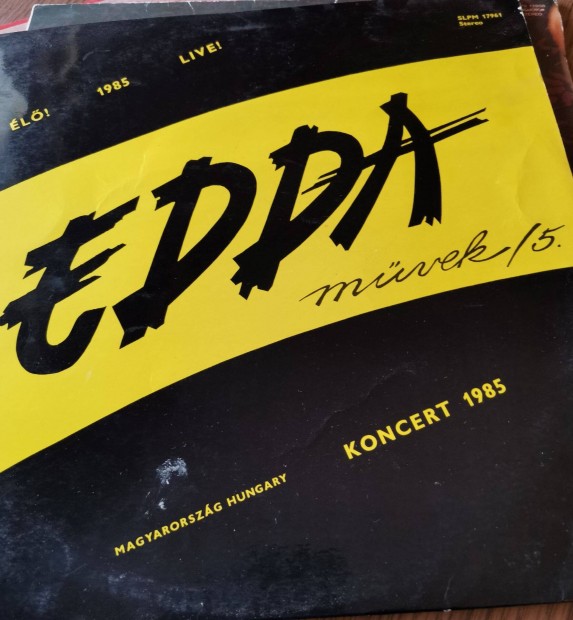 SLPM 17961
Stereo
ÉLŐ! 1985 LIVE!
EDDA
művek/5.
KONCERT 1985
MAGYARORSZÁG HUNGARY